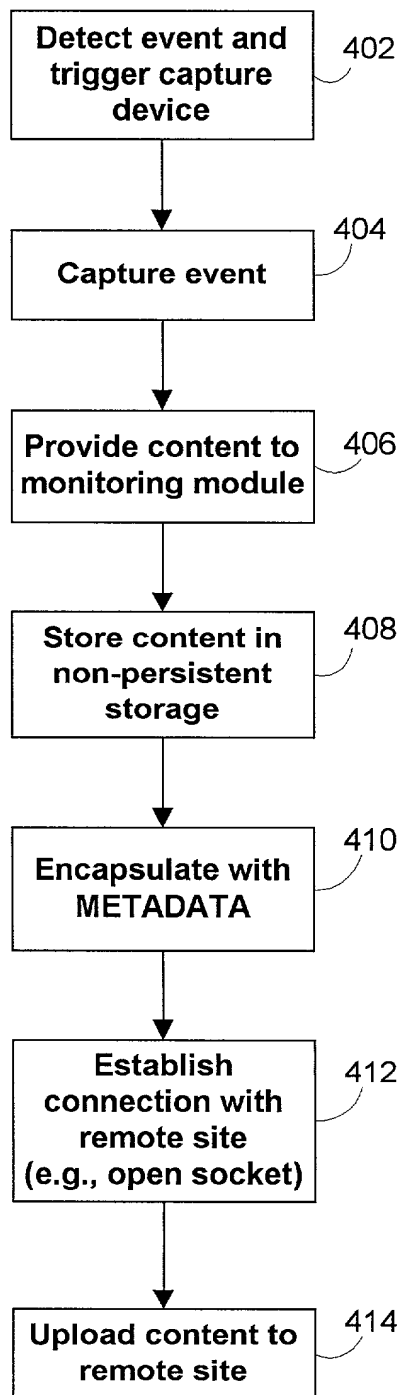 Detect event and
trigger capture
device
402
Capture event
404
Provide content to
monitoring module
406
Store content in
non-persistent
storage
408
Encapsulate with
METADATA
410
Establish
connection with
remote site
(e.g., open socket)
412
Upload content to
remote site
414